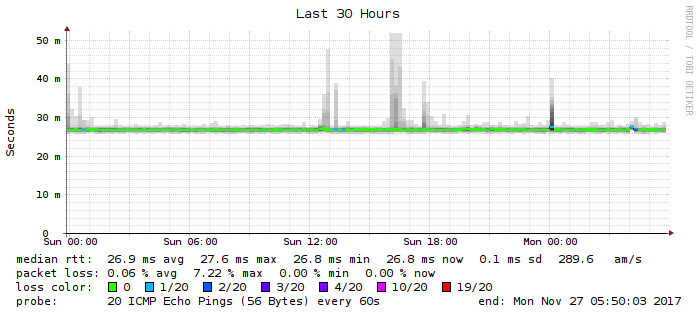 Last 30 Hours
RRDTOOL / TOBI OETIKER
Seconds
50 m
40 m
30 m
20 m
10 m
0
Sun 00:00 Sun 06:00 Sun 12:00 Sun 18:00 Mon 00:00
median rtt: 26.9 ms avg 27.6 ms max 26.8 ms min 26.8 ms now 0.1 ms sd 289.6 am/s
packet loss: 0.06 % avg 7.22 % max 0.00 % min 0.00 % now
loss color: 0 1/20 2/20 3/20 4/20 10/20 19/20
probe: 20 ICMP Echo Pings (56 Bytes) every 60s end: Mon Nov 27 05:50:03 2017